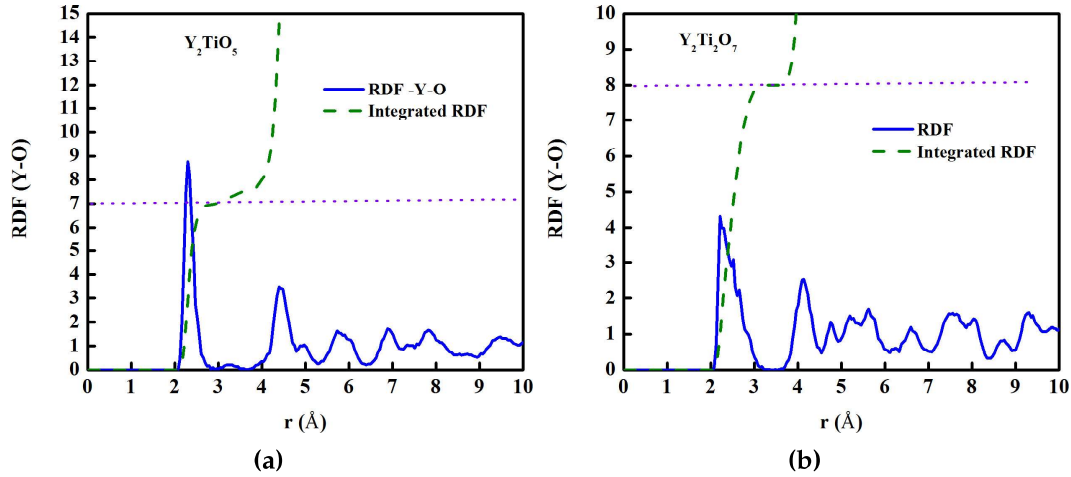 15
14
13
12
11
10
9
8
7
6
5
4
3
2
1
0
RDF (Y-O)
Y₂TiO₅
RDF -Y-O
Integrated RDF
0 1 2 3 4 5 6 7 8 9 10
r (Å)
(a)
10
9
8
7
6
5
4
3
2
1
0
RDF (Y-O)
Y₂Ti₂O₇
RDF
Integrated RDF
0 1 2 3 4 5 6 7 8 9 10
r (Å)
(b)